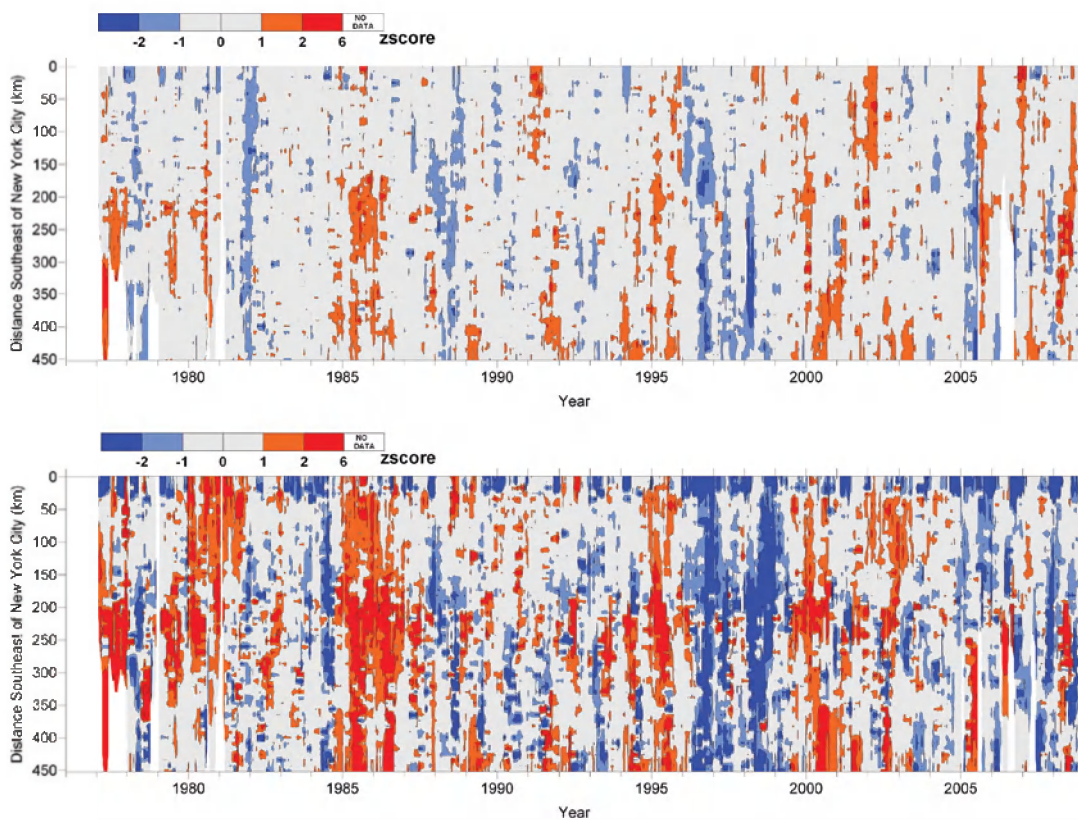 NO
DATA
-2 -1 0 1 2 6 zscore
Distance Southeast of New York City (km)
0
50
100
150
200
250
300
350
400
450
1980 1985 1990 1995 2000 2005
Year
NO
DATA
-2 -1 0 1 2 6 zscore
Distance Southeast of New York City (km)
0
50
100
150
200
250
300
350
400
450
1980 1985 1990 1995 2000 2005
Year